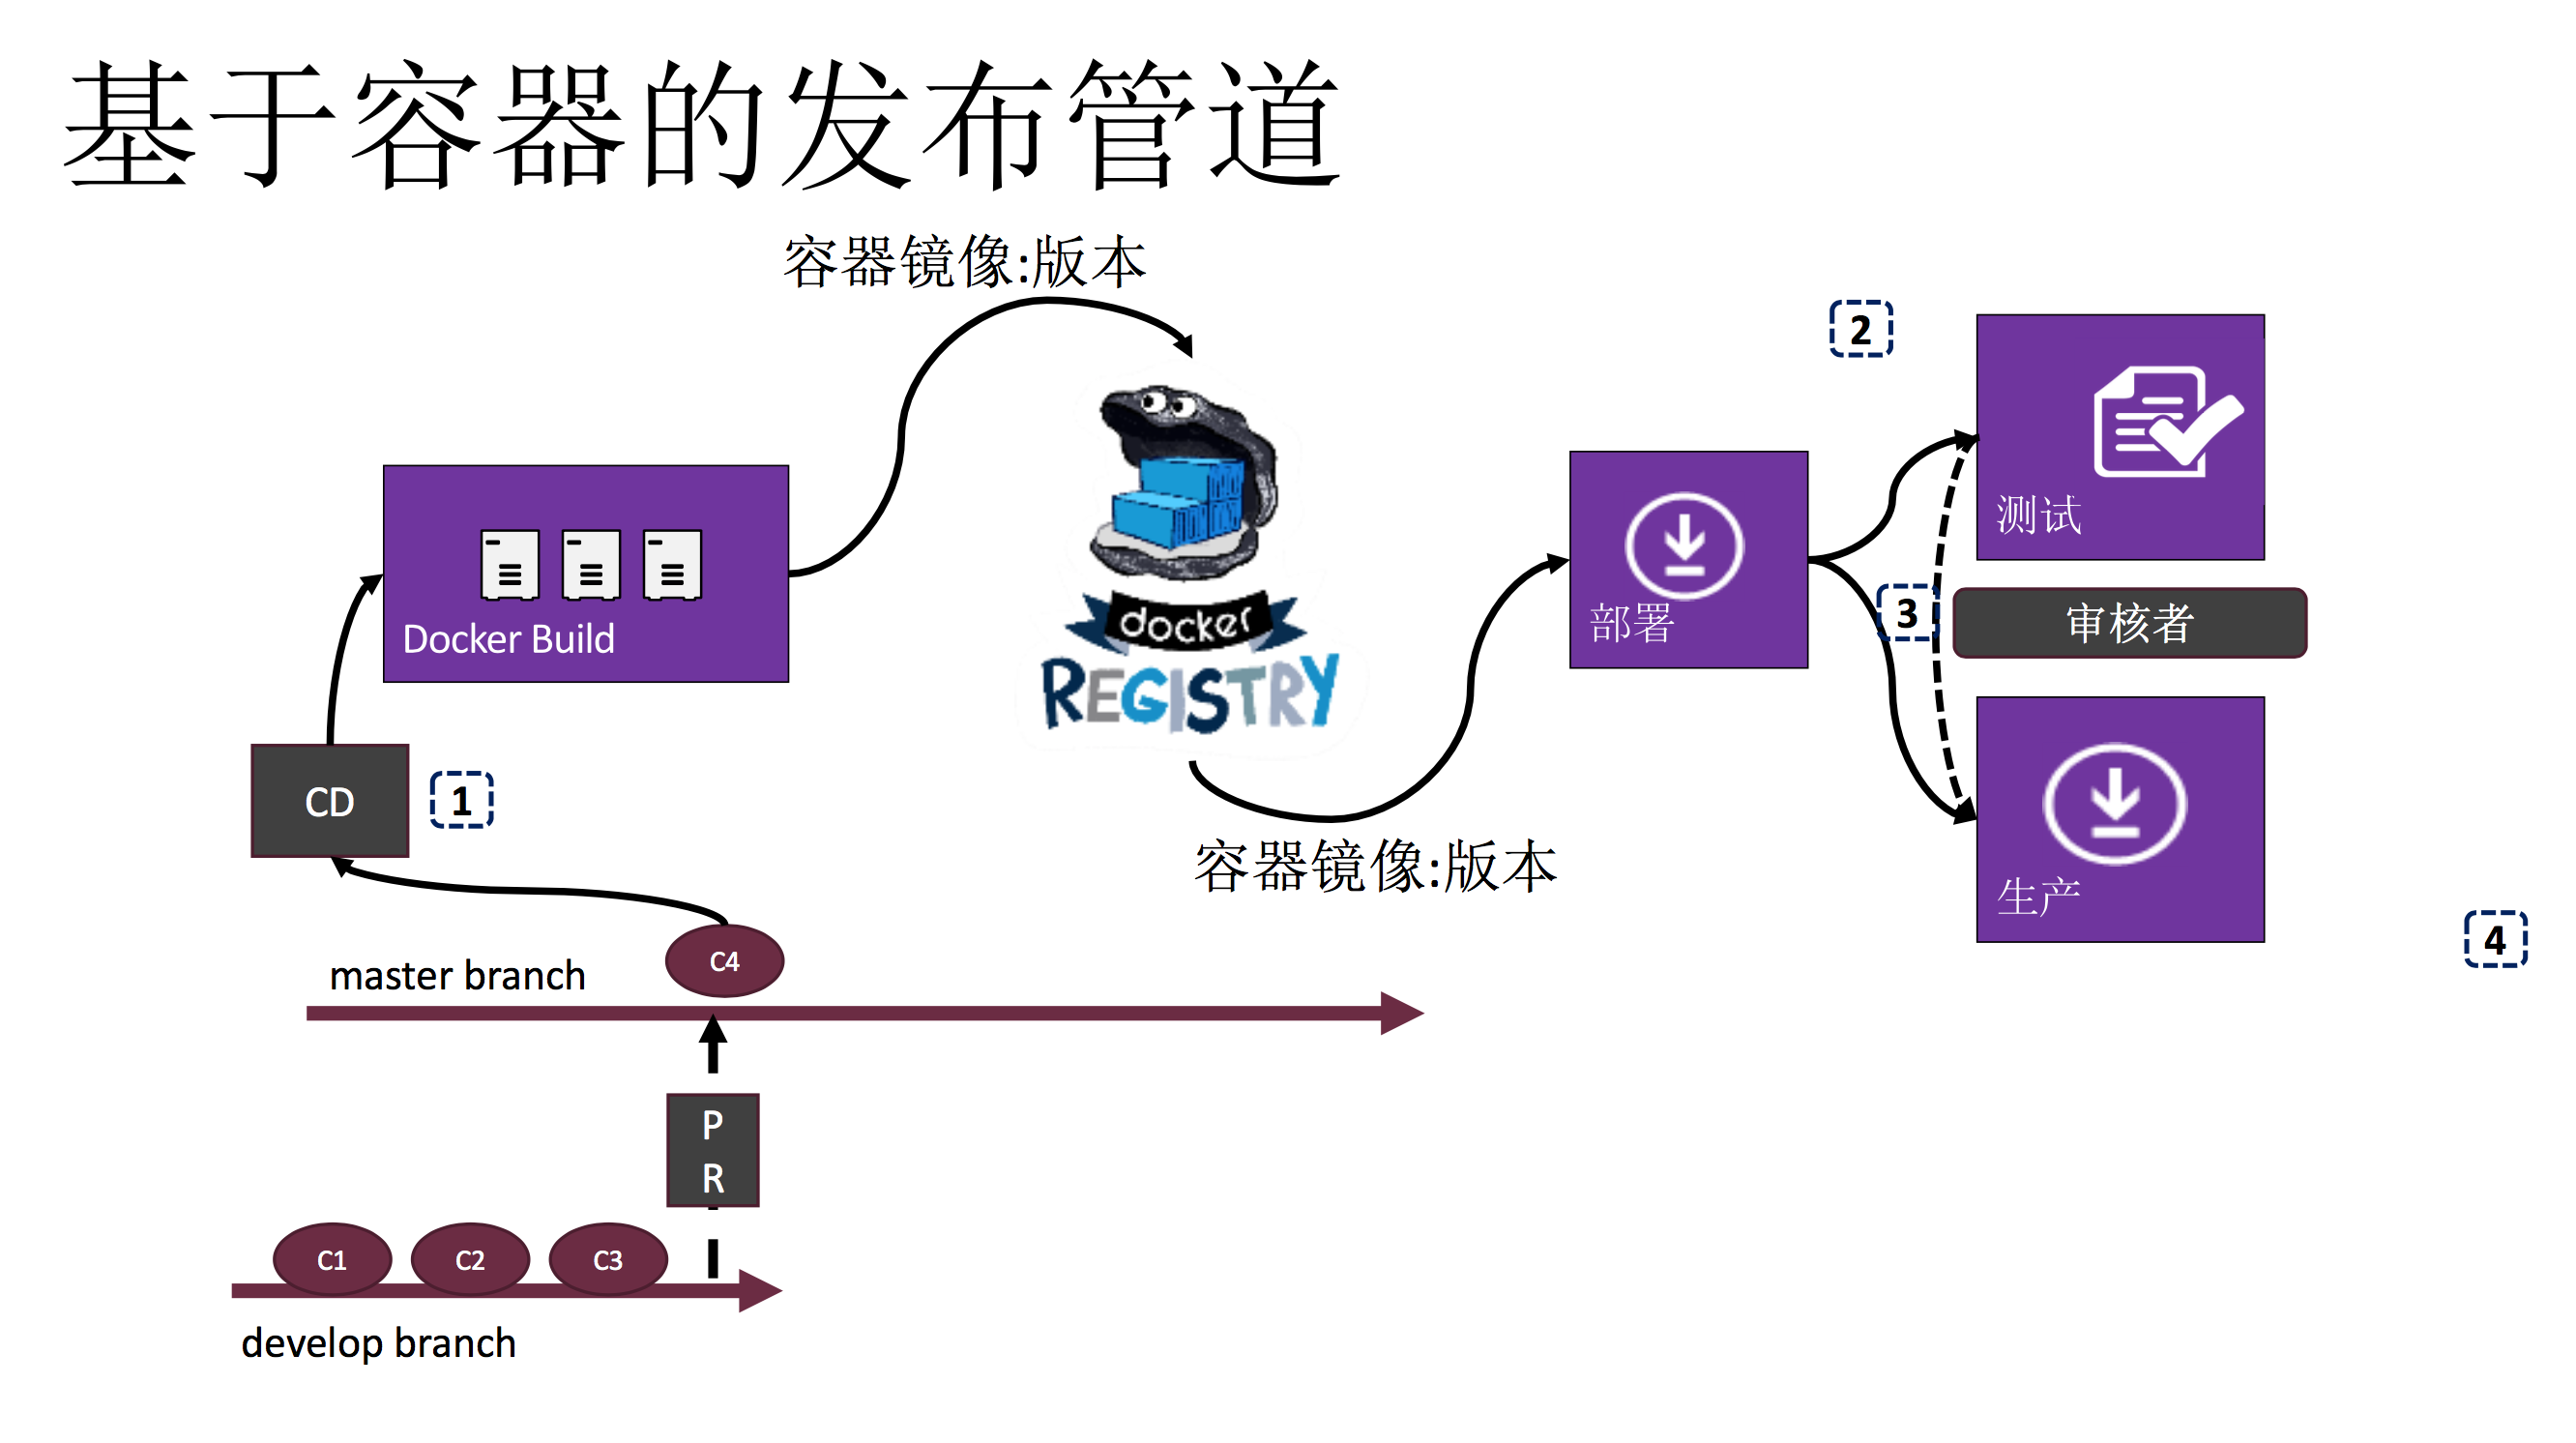 基于容器的发布管道
容器镜像:版本
2
测试
docker
REGISTRY
Docker Build
部署
3
审核者
CD
1
容器镜像:版本
生产
4
master branch
C4
P
R
C1
C2
C3
develop branch